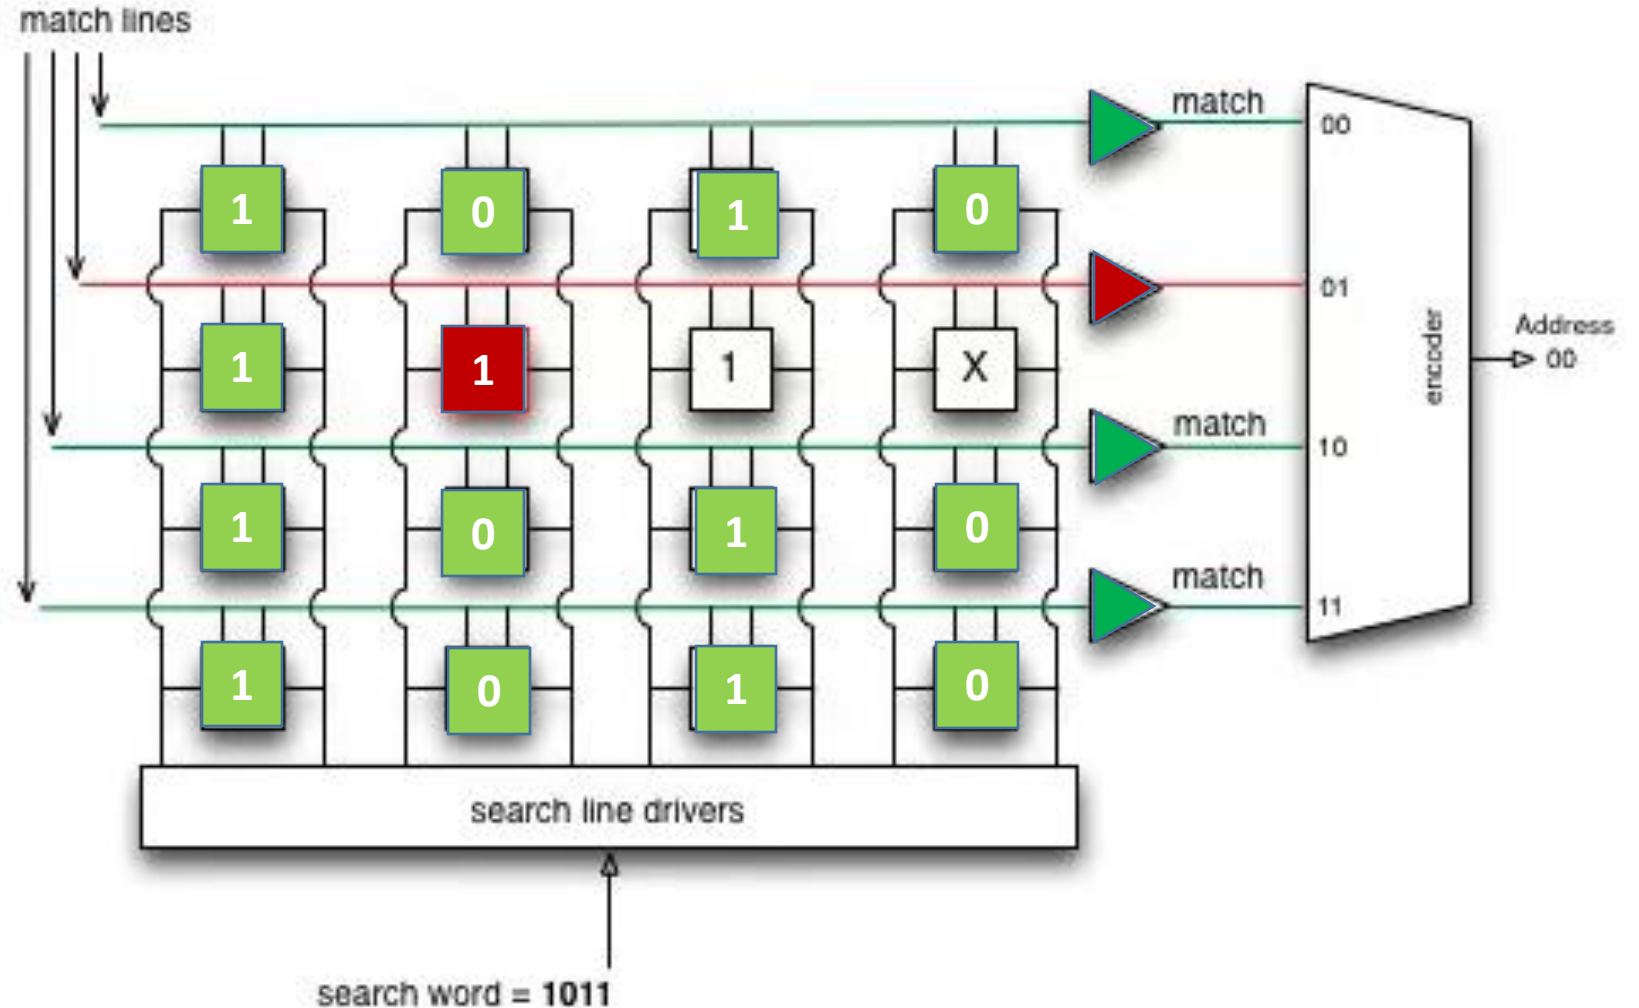 match lines
match
00
1 0 1 0
01
1 1 1 X
encoder
Address
00
match
10
1 0 1 0
match
11
1 0 1 0
search line drivers
search word = 1011